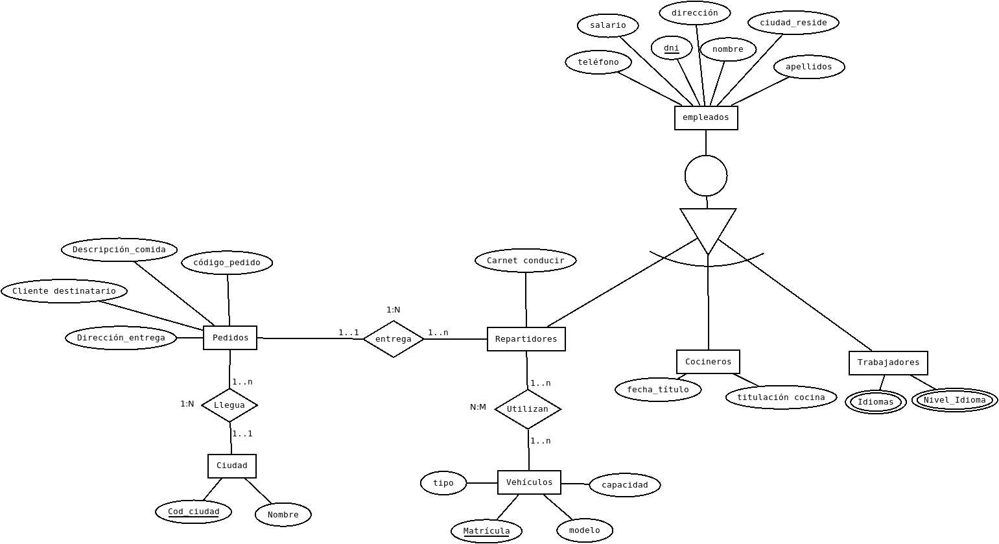 dirección
salario
ciudad_reside
dni
nombre
teléfono
apellidos
empleados
Descripción_comida
código_pedido
Carnet conducir
Cliente destinatario
1:N
1..1
1..n
Dirección_entrega
Pedidos
entrega
Repartidores
Cocineros
Trabajadores
1..n
1..n
fecha_título
titulación cocina
Idiomas
Nivel_Idioma
1:N
Llegua
N:M
Utilizan
1..1
1..n
Ciudad
tipo
Vehículos
capacidad
Cod_ciudad
Nombre
Matrícula
modelo